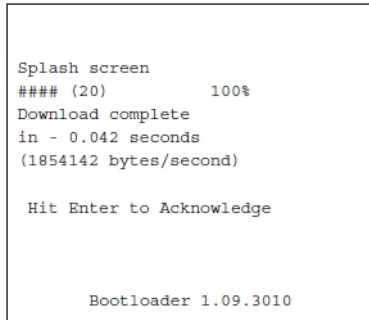 Splash screen
#### (20) 100%
Download complete
in - 0.042 seconds
(1854142 bytes/second)
Hit Enter to Acknowledge
Bootloader 1.09.3010